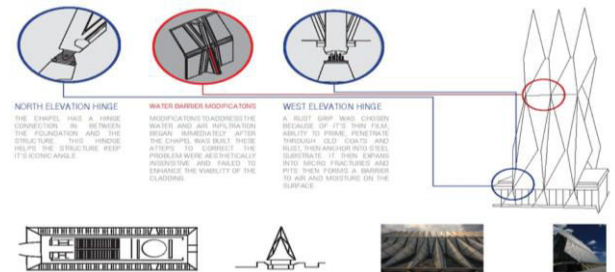 NORTH ELEVATION HINGE
THE CHAPEL HAS A HINGE
CONNECTION IN BETWEEN
THE FOUNDATION AND THE
STRUCTURE. THIS HINDGE
HELPS THE STRUCTURE KEEP
IT'S ICONIC ANGLE.
WATER BARRIER MODIFICATONS
MODIFICATIONS TO ADDRESS THE
WATER AND AIR INFILTRATION
BEGAN IMMEDIATELY AFTER
THE CHAPEL WAS BUILT. THESE
ATTEPS TO CORRECT THE
PROBLEM WERE AESTHETICALLY
INSENSITIVE AND FAILED TO
ENHANCE THE VIABILITY OF THE
CLADDING.
WEST ELEVATION HINGE
A RUST GRIP WAS CHOSEN
BECAUSE OF IT'S THIN FILM,
ABILITY TO PRIME, PENETRATE
THROUGH OLD COATS AND
RUST, THEN ANCHOR INTO STEEL
SUBSTRATE. IT THEN EXPANS
INTO MICRO FRACTURES AND
PITS THEN FORMS A BARRIER
TO AIR AND MOISTURE ON THE
SURFACE.